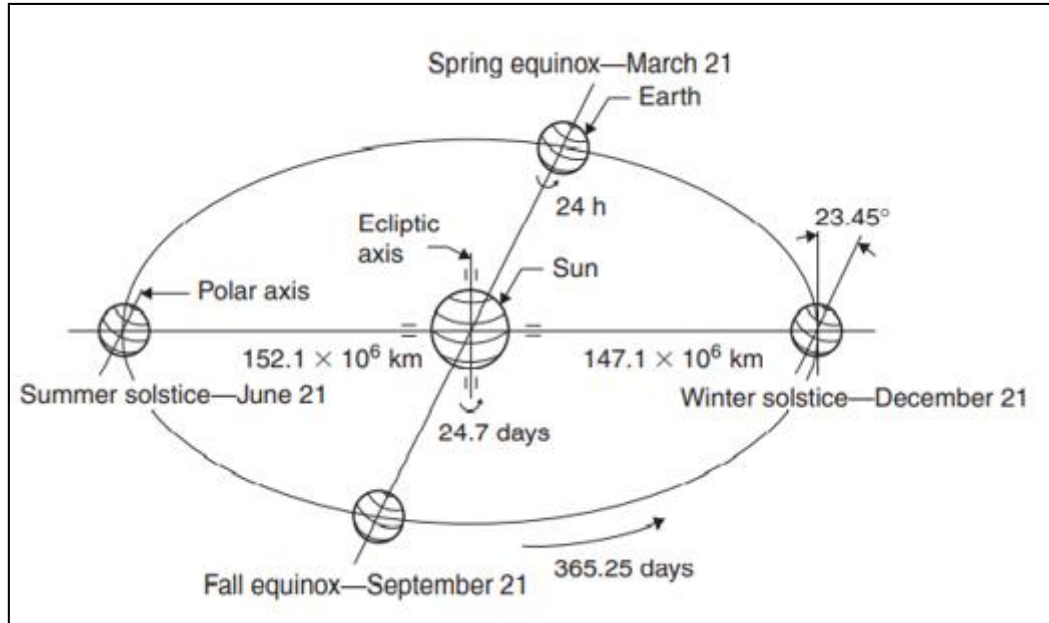 Spring equinox—March 21
Earth
24 h
23.45°
Ecliptic
axis
Sun
Polar axis
152.1 × 10⁶ km
147.1 × 10⁶ km
Summer solstice—June 21
Winter solstice—December 21
24.7 days
365.25 days
Fall equinox—September 21